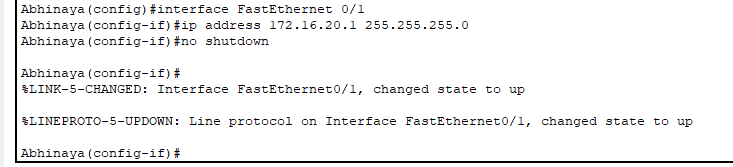 Abhinaya(config)#interface FastEthernet 0/1
Abhinaya(config-if)#ip address 172.16.20.1 255.255.255.0
Abhinaya(config-if)#no shutdown
Abhinaya(config-if)#
%LINK-5-CHANGED: Interface FastEthernet0/1, changed state to up
%LINEPROTO-5-UPDOWN: Line protocol on Interface FastEthernet0/1, changed state to up
Abhinaya(config-if)#